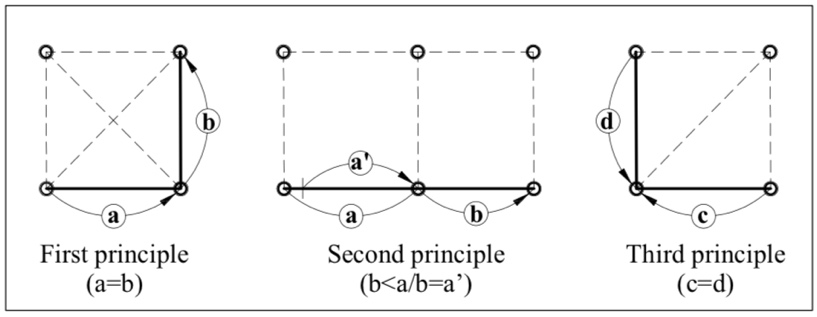 b
a
a'
a
b
d
c
First principle
(a=b)
Second principle
(b<a/b=a’)
Third principle
(c=d)